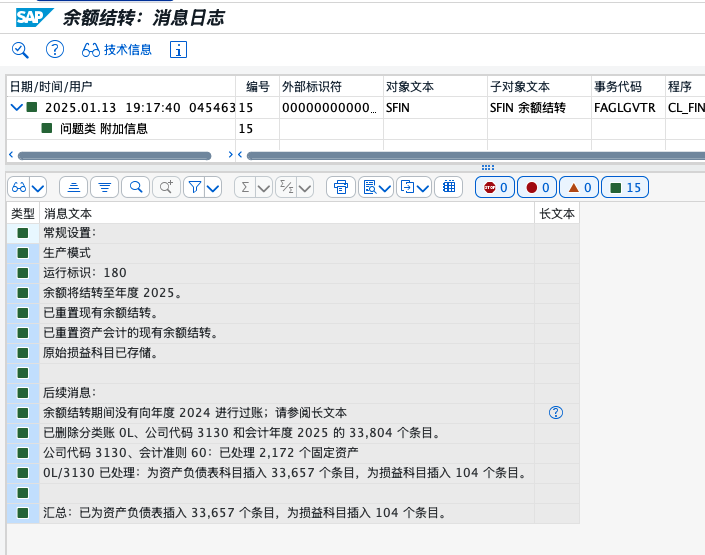 SAP 余额结转：消息日志
技术信息
日期/时间/用户 编号 外部标识符 对象文本 子对象文本 事务代码 程序
2025.01.13 19:17:40 045463 15 00000000000... SFIN SFIN 余额结转 FAGLGVTR CL_FIN
问题类 附加信息 15
STOP 0 0 0 15
类型 消息文本 长文本
常规设置：
生产模式
运行标识：180
余额将结转至年度 2025。
已重置现有余额结转。
已重置资产会计的现有余额结转。
原始损益科目已存储。
后续消息：
余额结转期间没有向年度 2024 进行过账；请参阅长文本
已删除分类账 0L、公司代码 3130 和会计年度 2025 的 33,804 个条目。
公司代码 3130、会计准则 60：已处理 2,172 个固定资产
0L/3130 已处理：为资产负债表科目插入 33,657 个条目，为损益科目插入 104 个条目。
汇总：已为资产负债表插入 33,657 个条目，为损益科目插入 104 个条目。